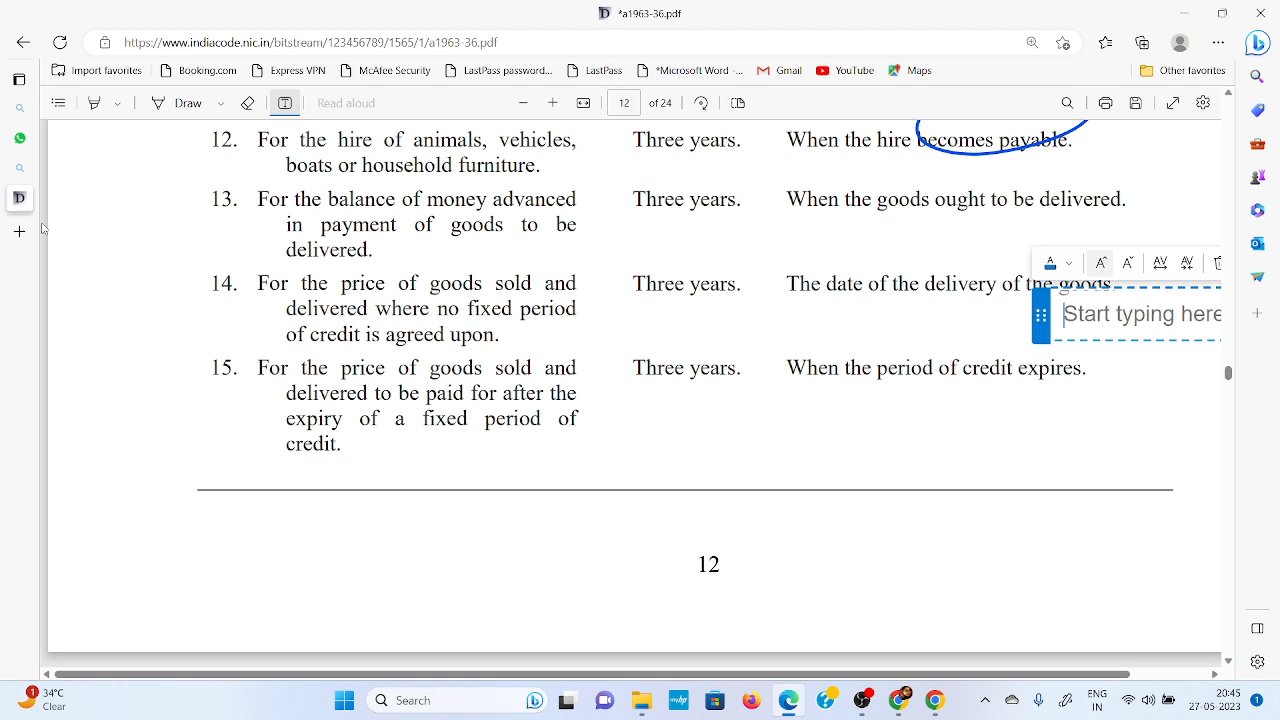 *a1963-36.pdf
https://www.indiacode.nic.in/bitstream/123456789/1565/1/a1963-36.pdf
Import favorites Booking.com Express VPN McAfee Security LastPass password... LastPass *Microsoft Word -... Gmail YouTube Maps Other favorites
Draw Read aloud 12 of 24
12. For the hire of animals, vehicles, Three years. When the hire becomes payable.
boats or household furniture.
13. For the balance of money advanced Three years. When the goods ought to be delivered.
in payment of goods to be
delivered.
14. For the price of goods sold and Three years. The date of the delivery of the goods.
delivered where no fixed period
of credit is agreed upon.
Start typing here
15. For the price of goods sold and Three years. When the period of credit expires.
delivered to be paid for after the
expiry of a fixed period of
credit.
12
34°C
Clear
Search
ENG
IN
20:45
27-05-2023